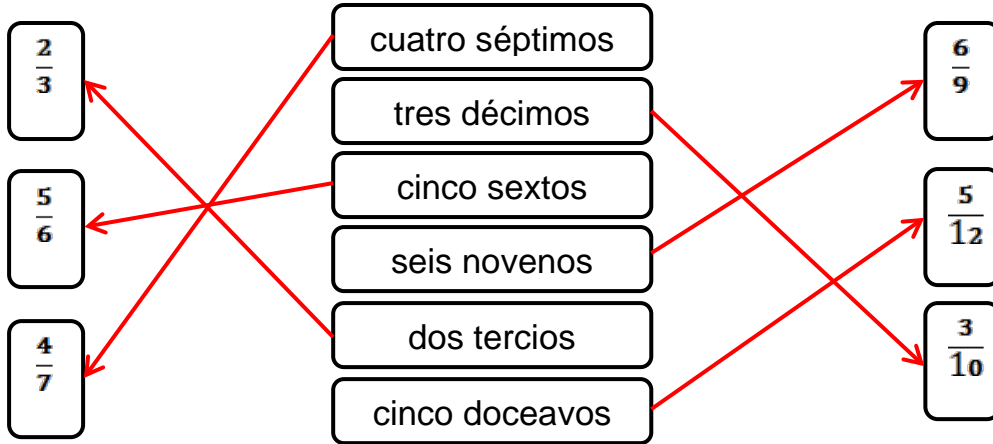 2
3
5
6
4
7
cuatro séptimos
tres décimos
cinco sextos
seis novenos
dos tercios
cinco doceavos
6
9
5
12
3
10